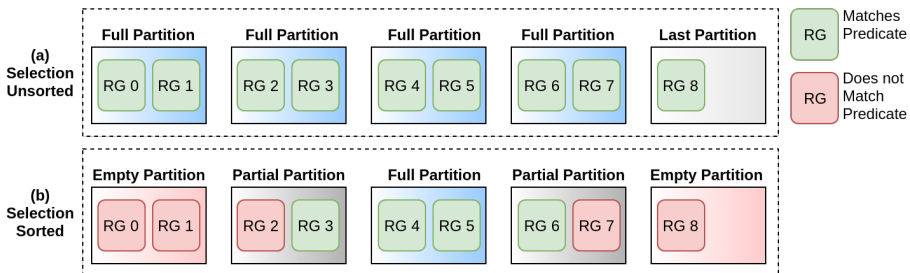 Full Partition Full Partition Full Partition Full Partition Last Partition
(a)
Selection
Unsorted
RG 0 RG 1 RG 2 RG 3 RG 4 RG 5 RG 6 RG 7 RG 8
RG
Matches
Predicate
RG
Does not
Match
Predicate
Empty Partition Partial Partition Full Partition Partial Partition Empty Partition
(b)
Selection
Sorted
RG 0 RG 1 RG 2 RG 3 RG 4 RG 5 RG 6 RG 7 RG 8